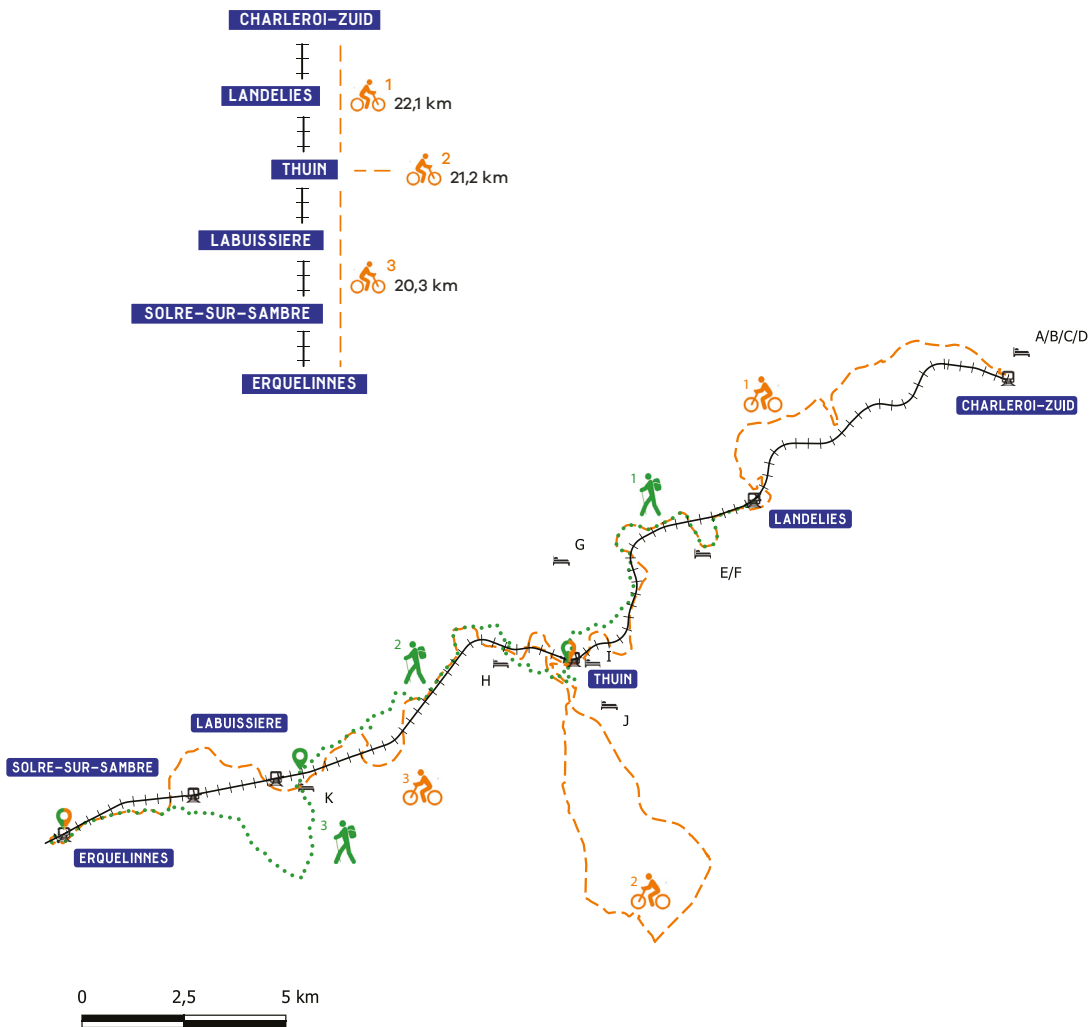 CHARLEROI-ZUID
1
LANDELIES
22,1 km
2
THUIN
21,2 km
LABUISSIERE
3
20,3 km
SOLRE-SUR-SAMBRE
ERQUELINNES
A/B/C/D
1
CHARLEROI-ZUID
1
LANDELIES
G
E/F
2
I
H
THUIN
J
LABUISSIERE
SOLRE-SUR-SAMBRE
3
K
3
ERQUELINNES
2
0 2,5 5 km